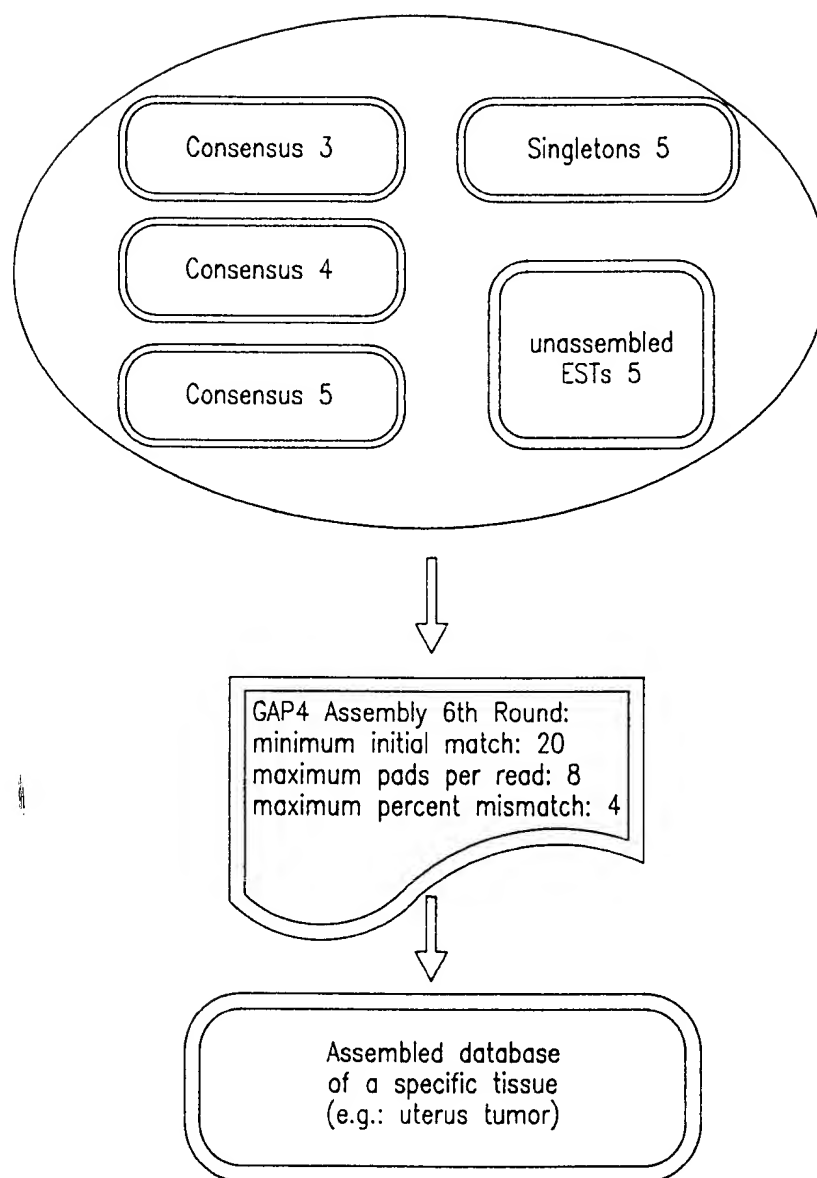 Consensus 3
Singletons 5
Consensus 4
unassembled
ESTs 5
Consensus 5
GAP4 Assembly 6th Round:
minimum initial match: 20
maximum pads per read: 8
maximum percent mismatch: 4
Assembled database
of a specific tissue
(e.g.: uterus tumor)